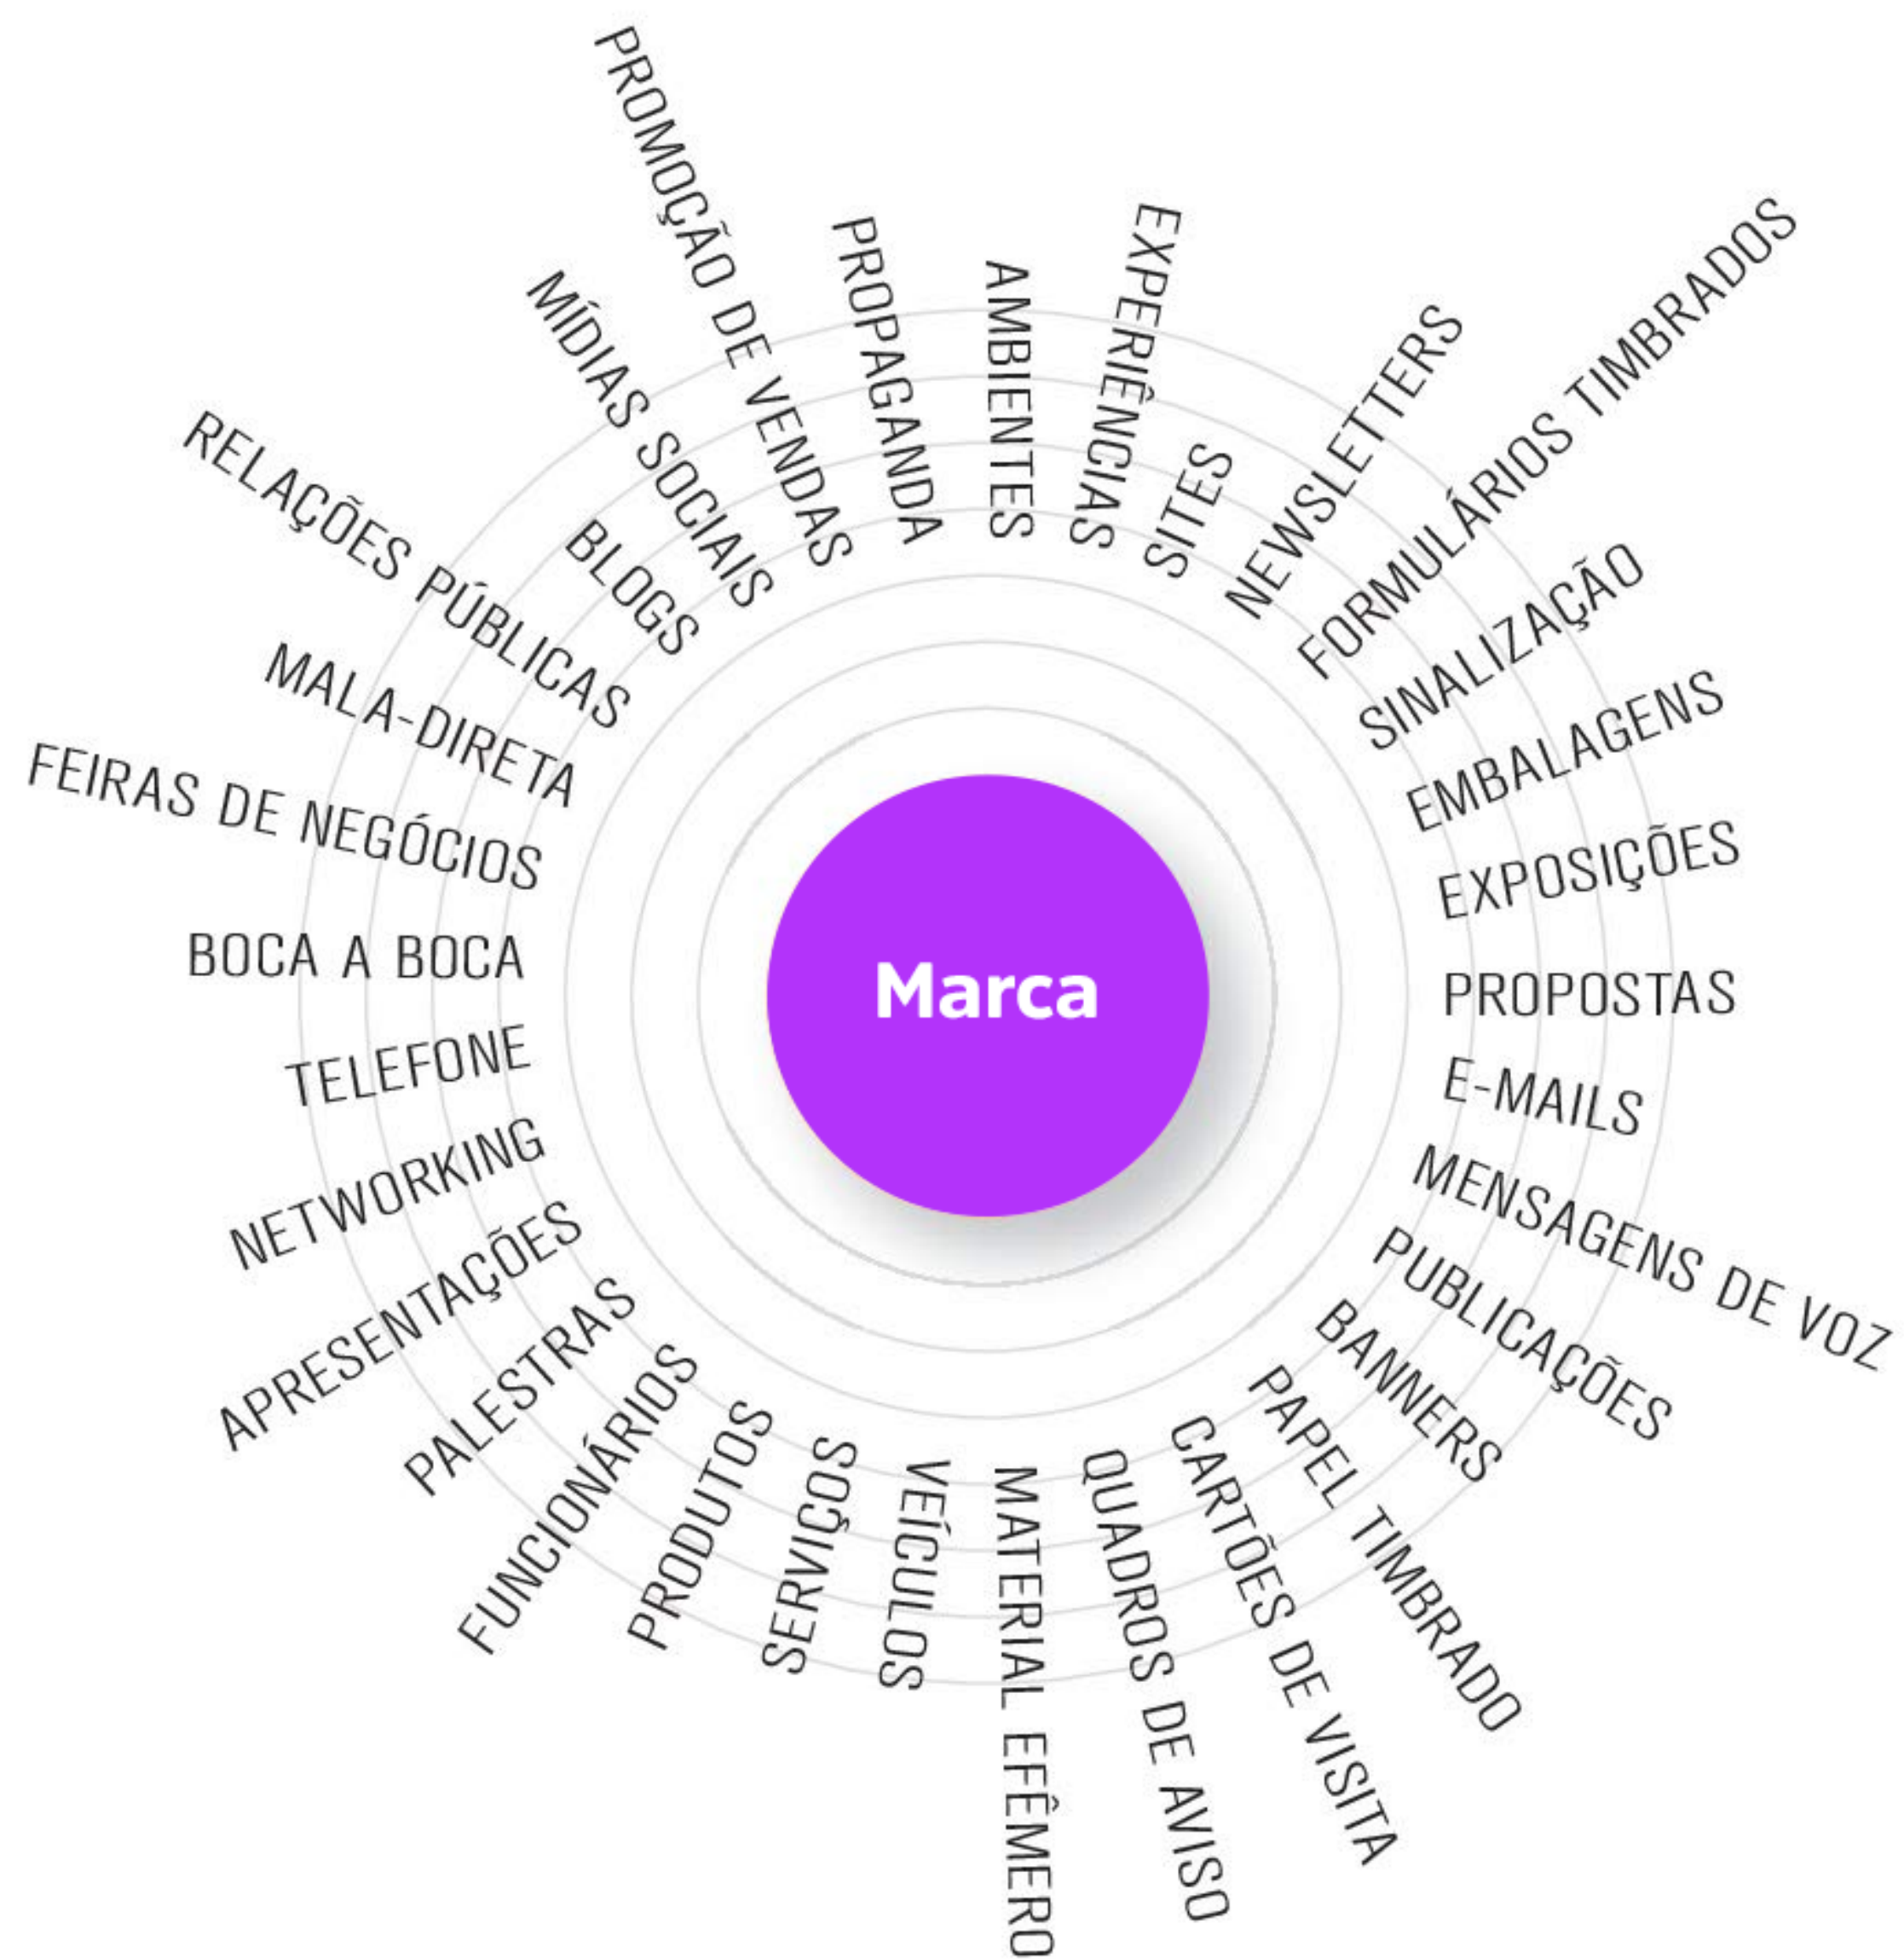 AMBIENTES
EXPERIÊNCIAS
SITES
NEWSLETTERS
FORMULÁRIOS TIMBRADOS
SINALIZAÇÃO
EMBALAGENS
EXPOSIÇÕES
PROPOSTAS
E-MAILS
MENSAGENS DE VOZ
PUBLICAÇÕES
BANNERS
PAPEL TIMBRADO
CARTÕES DE VISITA
QUADROS DE AVISO
MATERIAL EFÊMERO
VEÍCULOS
SERVIÇOS
PRODUTOS
FUNCIONÁRIOS
PALESTRAS
APRESENTAÇÕES
NETWORKING
TELEFONE
BOCA A BOCA
FEIRAS DE NEGÓCIOS
MALA-DIRETA
RELAÇÕES PÚBLICAS
BLOGS
MÍDIAS SOCIAIS
PROMOÇÃO DE VENDAS
PROPAGANDA
Marca